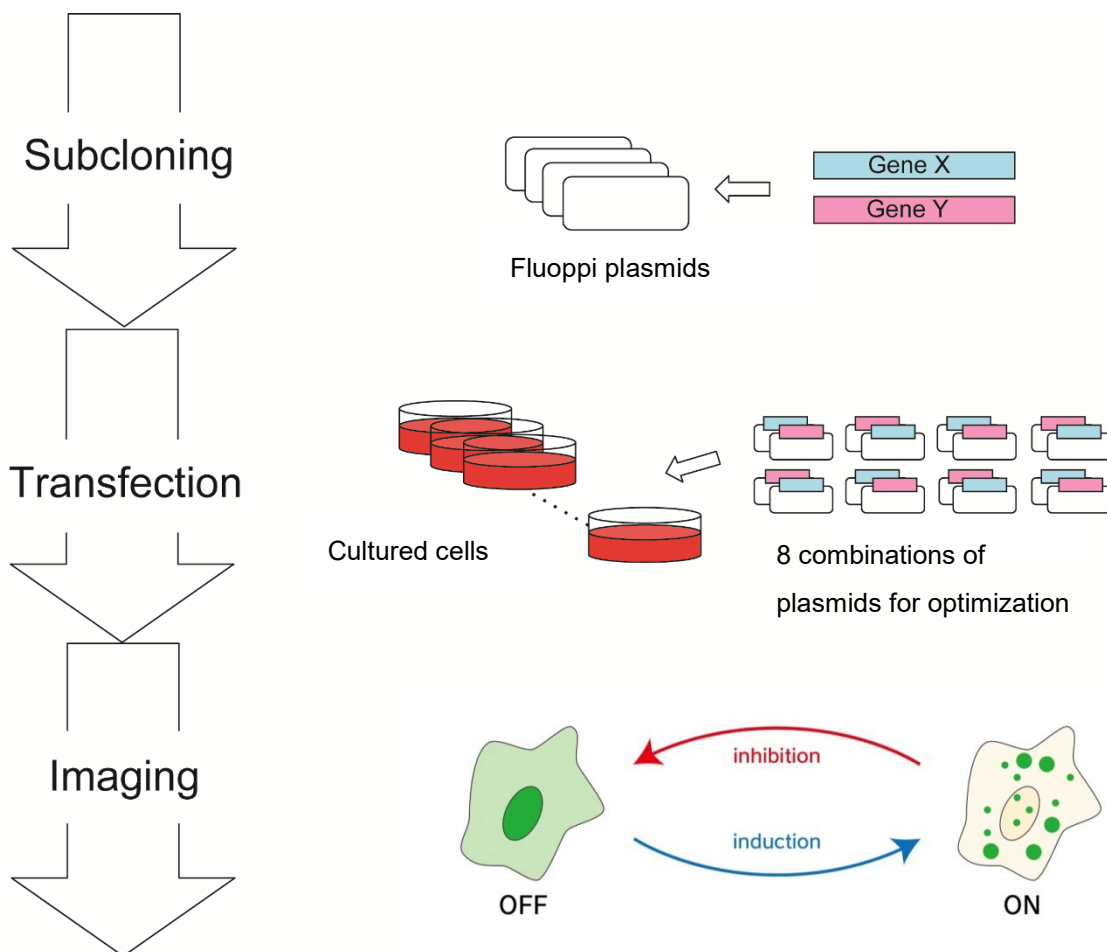 Subcloning
Gene X
Gene Y
Fluoppi plasmids
Transfection
Cultured cells
8 combinations of
plasmids for optimization
Imaging
inhibition
induction
OFF
ON